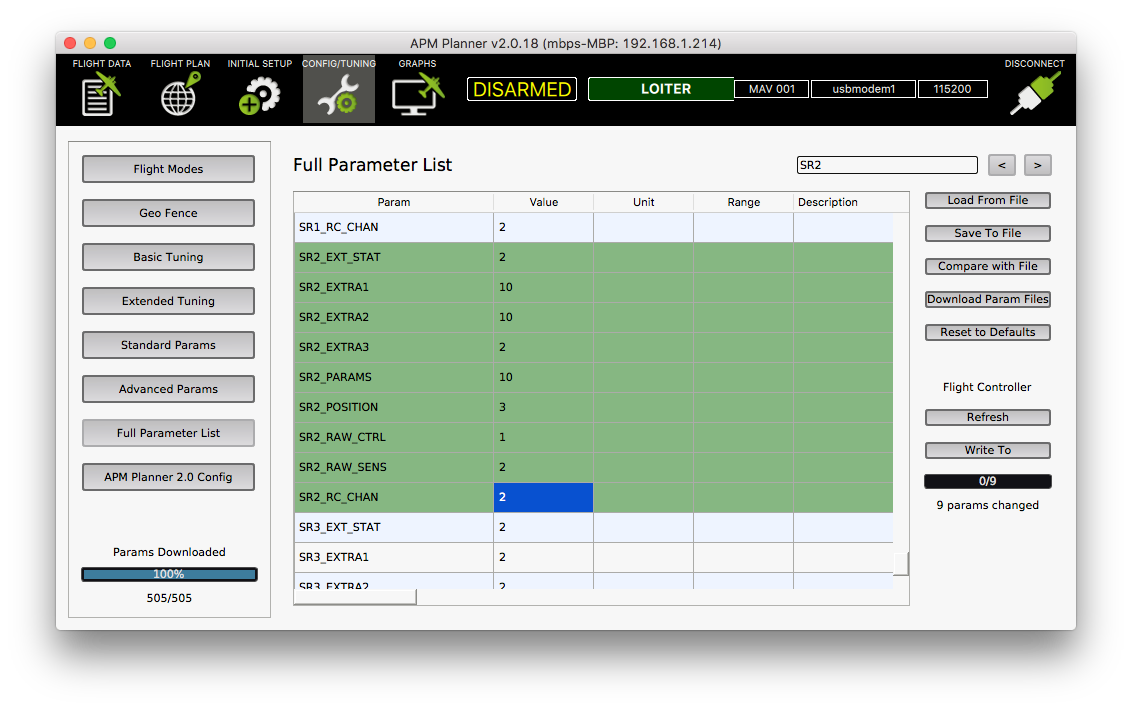 APM Planner v2.0.18 (mbps-MBP: 192.168.1.214)
FLIGHT DATA FLIGHT PLAN INITIAL SETUP CONFIG/TUNING GRAPHS DISCONNECT
DISARMED LOITER MAV 001 usbmodem1 115200
Flight Modes
Geo Fence
Basic Tuning
Extended Tuning
Standard Params
Advanced Params
Full Parameter List
APM Planner 2.0 Config
Params Downloaded
100%
505/505
Full Parameter List SR2 < >
Param Value Unit Range Description
SR1_RC_CHAN 2
SR2_EXT_STAT 2
SR2_EXTRA1 10
SR2_EXTRA2 10
SR2_EXTRA3 2
SR2_PARAMS 10
SR2_POSITION 3
SR2_RAW_CTRL 1
SR2_RAW_SENS 2
SR2_RC_CHAN 2
SR3_EXT_STAT 2
SR3_EXTRA1 2
SR3_EXTRA2 2
Load From File
Save To File
Compare with File
Download Param Files
Reset to Defaults
Flight Controller
Refresh
Write To
0/9
9 params changed